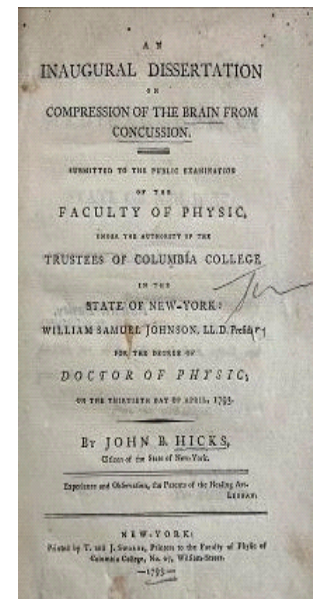 AN
INAUGURAL DISSERTATION
ON
COMPRESSION OF THE BRAIN FROM
CONCUSSION.
SUBMITTED TO THE PUBLIC EXAMINATION
OF THE
FACULTY OF PHYSIC,
UNDER THE AUTHORITY OF THE
TRUSTEES OF COLUMBIA COLLEGE
IN THE
STATE OF NEW-YORK:
WILLIAM SAMUEL JOHNSON, LL.D. President;
FOR THE DEGREE OF
DOCTOR OF PHYSIC;
ON THE THIRTIETH DAY OF APRIL, 1793.
BY JOHN B. HICKS,
Citizen of the State of New-York.
Experience and Observation, the Parents of the Healing Art.
NEW-YORK:
Printed by T. and J. Swords, Printers to the Faculty of Physic of
Columbia College, No. 27, William-Street.
—1793—